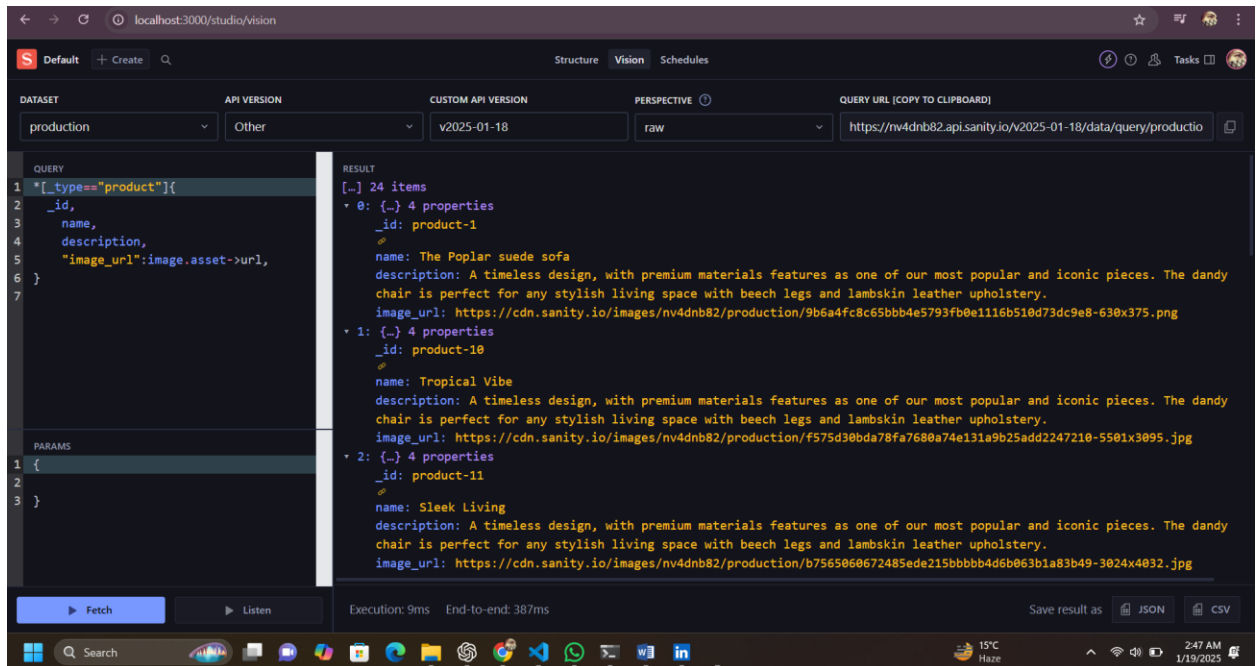 localhost:3000/studio/vision
S Default + Create Structure Vision Schedules Tasks
DATASET API VERSION CUSTOM API VERSION PERSPECTIVE QUERY URL [COPY TO CLIPBOARD]
production Other v2025-01-18 raw https://nv4dnb82.api.sanity.io/v2025-01-18/data/query/productio
QUERY
1 *[_type=="product"]{
2 _id,
3 name,
4 description,
5 "image_url":image.asset->url,
6 }
7
PARAMS
1 {
2
3 }
Fetch Listen
RESULT
[…] 24 items
0: {…} 4 properties
_id: product-1
name: The Poplar suede sofa
description: A timeless design, with premium materials features as one of our most popular and iconic pieces. The dandy
chair is perfect for any stylish living space with beech legs and lambskin leather upholstery.
image_url: https://cdn.sanity.io/images/nv4dnb82/production/9b6a4fc8c65bbb4e5793fb0e1116b510d73dc9e8-630x375.png
1: {…} 4 properties
_id: product-10
name: Tropical Vibe
description: A timeless design, with premium materials features as one of our most popular and iconic pieces. The dandy
chair is perfect for any stylish living space with beech legs and lambskin leather upholstery.
image_url: https://cdn.sanity.io/images/nv4dnb82/production/f575d30bda78fa7680a74e131a9b25add2247210-5501x3095.jpg
2: {…} 4 properties
_id: product-11
name: Sleek Living
description: A timeless design, with premium materials features as one of our most popular and iconic pieces. The dandy
chair is perfect for any stylish living space with beech legs and lambskin leather upholstery.
image_url: https://cdn.sanity.io/images/nv4dnb82/production/b7565060672485ede215bbbbb4d6b063b1a83b49-3024x4032.jpg
Execution: 9ms End-to-end: 387ms Save result as JSON CSV
Search
15°C
Haze
2:47 AM
1/19/2025